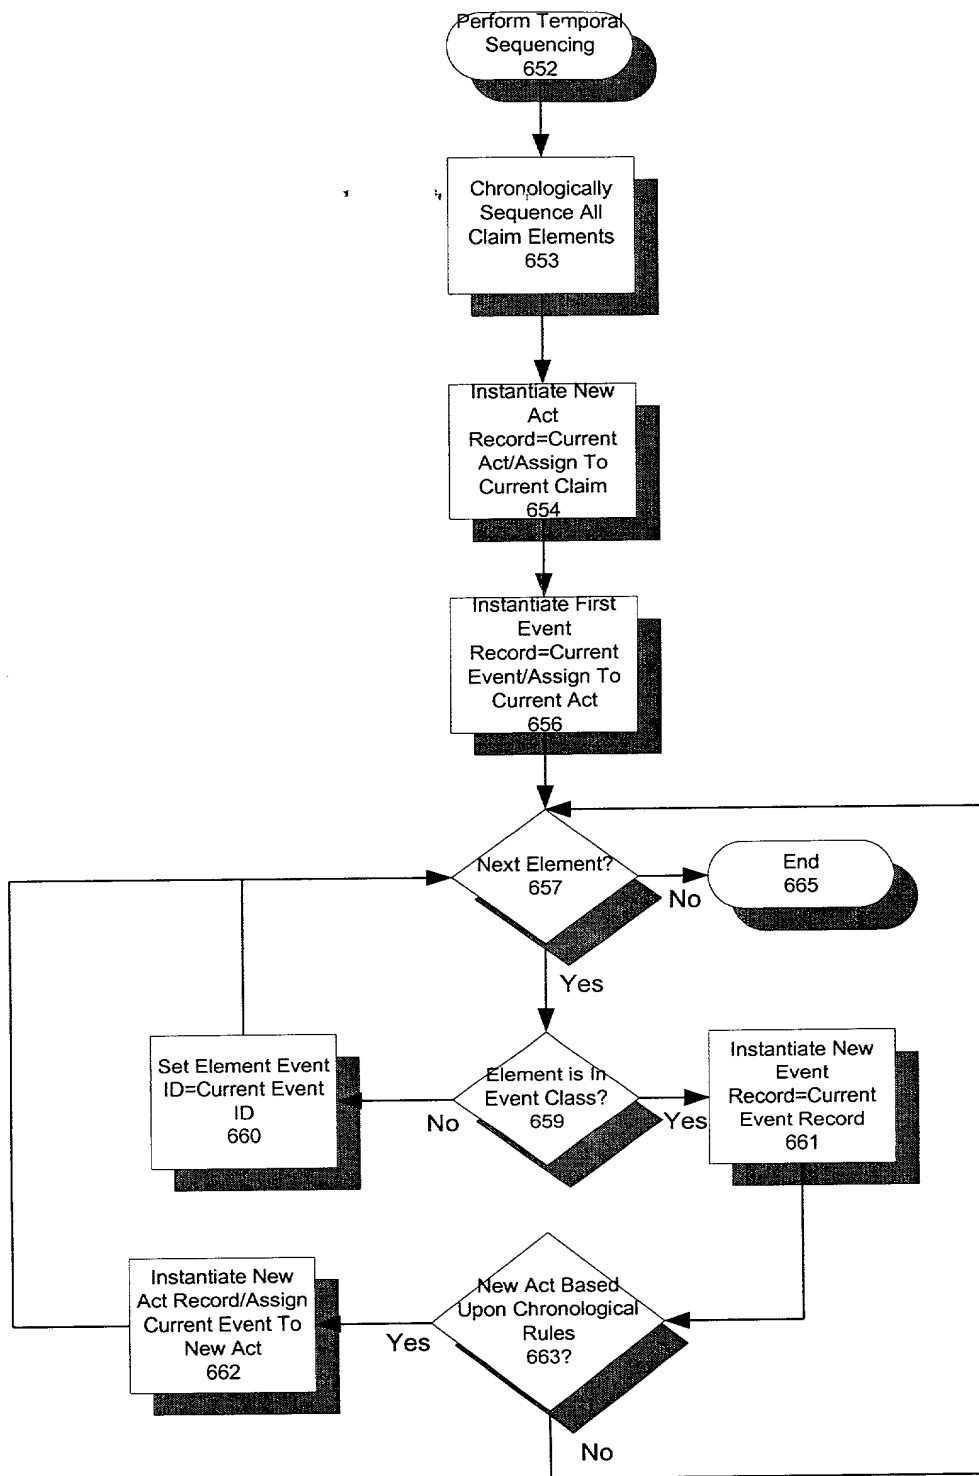 Perform Temporal
Sequencing
652
Chronologically
Sequence All
Claim Elements
653
Instantiate New
Act
Record=Current
Act/Assign To
Current Claim
654
Instantiate First
Event
Record=Current
Event/Assign To
Current Act
656
Next Element?
657
No
End
665
Yes
Set Element Event
ID=Current Event
ID
660
No
Element is In
Event Class?
659
Yes
Instantiate New
Event
Record=Current
Event Record
661
Instantiate New
Act Record/Assign
Current Event To
New Act
662
Yes
New Act Based
Upon Chronological
Rules
663?
No